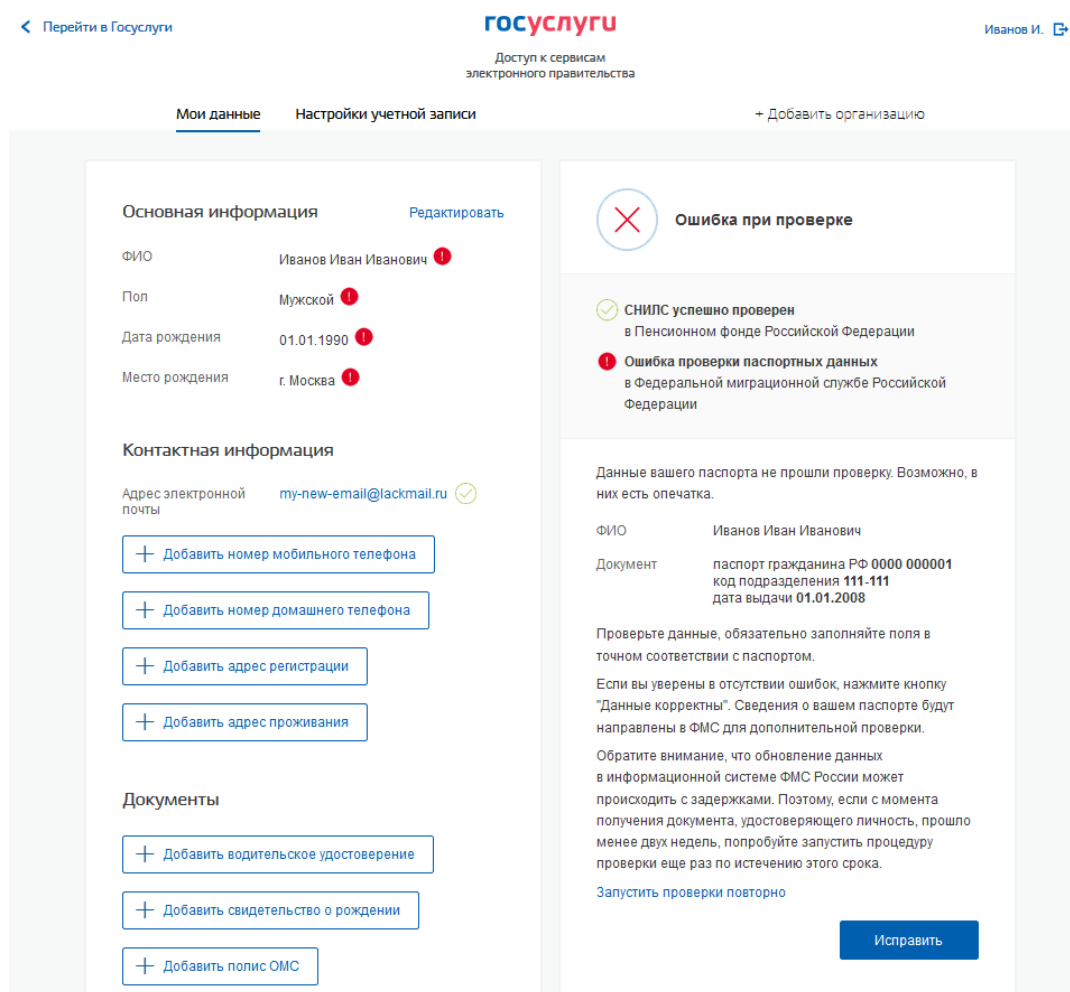 Перейти в Госуслуги
госуслуги
Иванов И.
Доступ к сервисам
электронного правительства
Мои данные
Настройки учетной записи
+ Добавить организацию
Основная информация
Редактировать
ФИО
Иванов Иван Иванович
Пол
Мужской
Дата рождения
01.01.1990
Место рождения
г. Москва
Контактная информация
Адрес электронной
почты
my-new-email@lackmail.ru
Добавить номер мобильного телефона
Добавить номер домашнего телефона
Добавить адрес регистрации
Добавить адрес проживания
Документы
Добавить водительское удостоверение
Добавить свидетельство о рождении
Добавить полис ОМС
Ошибка при проверке
СНИЛС успешно проверен
в Пенсионном фонде Российской Федерации
Ошибка проверки паспортных данных
в Федеральной миграционной службе Российской
Федерации
Данные вашего паспорта не прошли проверку. Возможно, в
них есть опечатка.
ФИО
Иванов Иван Иванович
Документ
паспорт гражданина РФ 0000 000001
код подразделения 111-111
дата выдачи 01.01.2008
Проверьте данные, обязательно заполняйте поля в
точном соответствии с паспортом.
Если вы уверены в отсутствии ошибок, нажмите кнопку
"Данные корректны". Сведения о вашем паспорте будут
направлены в ФМС для дополнительной проверки.
Обратите внимание, что обновление данных
в информационной системе ФМС России может
происходить с задержками. Поэтому, если с момента
получения документа, удостоверяющего личность, прошло
менее двух недель, попробуйте запустить процедуру
проверки еще раз по истечению этого срока.
Запустить проверки повторно
Исправить